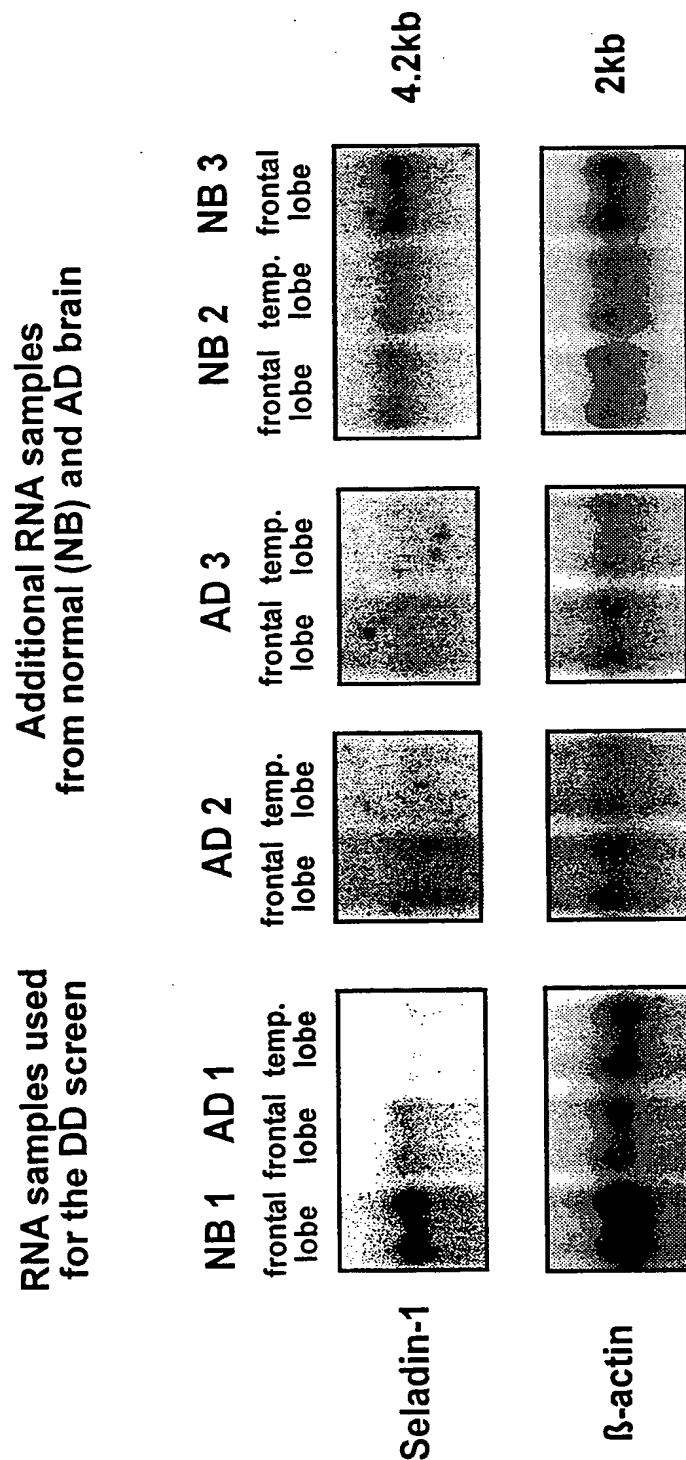 RNA samples used
for the DD screen
Additional RNA samples
from normal (NB) and AD brain
NB 1 AD 1 AD 2 AD 3 NB 2 NB 3
frontal frontal temp. frontal temp. frontal temp. frontal temp. frontal
lobe lobe lobe lobe lobe lobe lobe lobe lobe lobe
Seladin-1 4.2kb
ß-actin 2kb